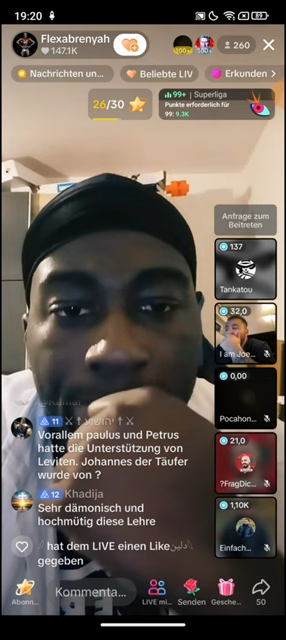 19:20
89
Flexabrenyah
147.1K
260
Nachrichten un...
Beliebte LIV
Erkunden
26/30
99+ | Superliga
Punkte erforderlich für
99: 9.3K
Anfrage zum
Beitreten
137
Tankatou
32,0
I am Joe...
0,00
Pocahon...
21,0
?FragDic...
1,10K
Einfach...
11
Vorallem paulus und Petrus
hatte die Unterstützung von
Leviten. Johannes der Täufer
wurde von ?
12 Khadija
Sehr dämonisch und
hochmütig diese Lehre
hat dem LIVE einen Like
gegeben
Abonn...
Kommenta...
LIVE mi...
Senden
Gesche...
50